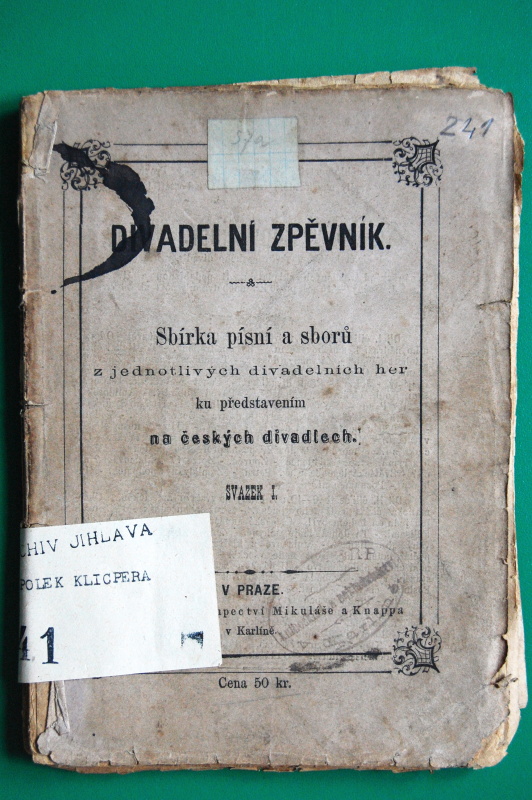 241
DIVADELNÍ ZPĚVNÍK.
Sbírka písní a sborů
z jednotlivých divadelních her
ku představením
na českých divadlech.
SVAZEK I.
CHIV JIHLAVA
POLEK KLICPERA
41
V PRAZE.
pectví Mikuláše a Knappa
v Karlíně.
Cena 50 kr.